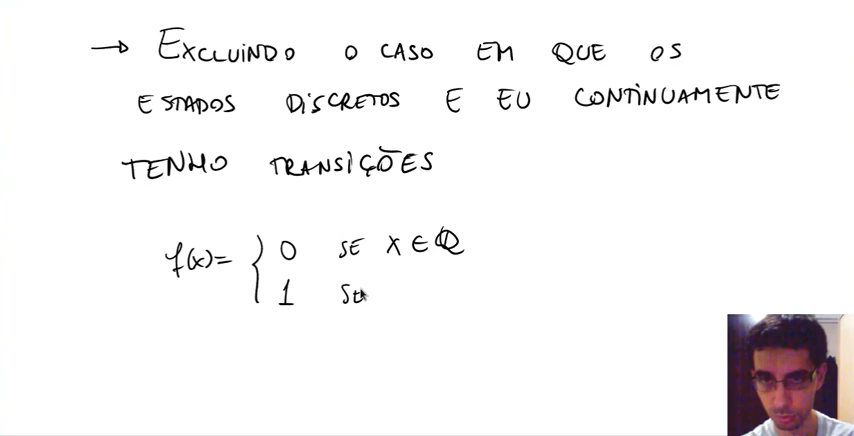 → EXCLUINDO O CASO EM QUE OS
ESTADOS DISCRETOS E EU CONTINUAMENTE
TENHO TRANSIÇÕES
f(x)= { 0 SE X ∈ ℚ
1 SE